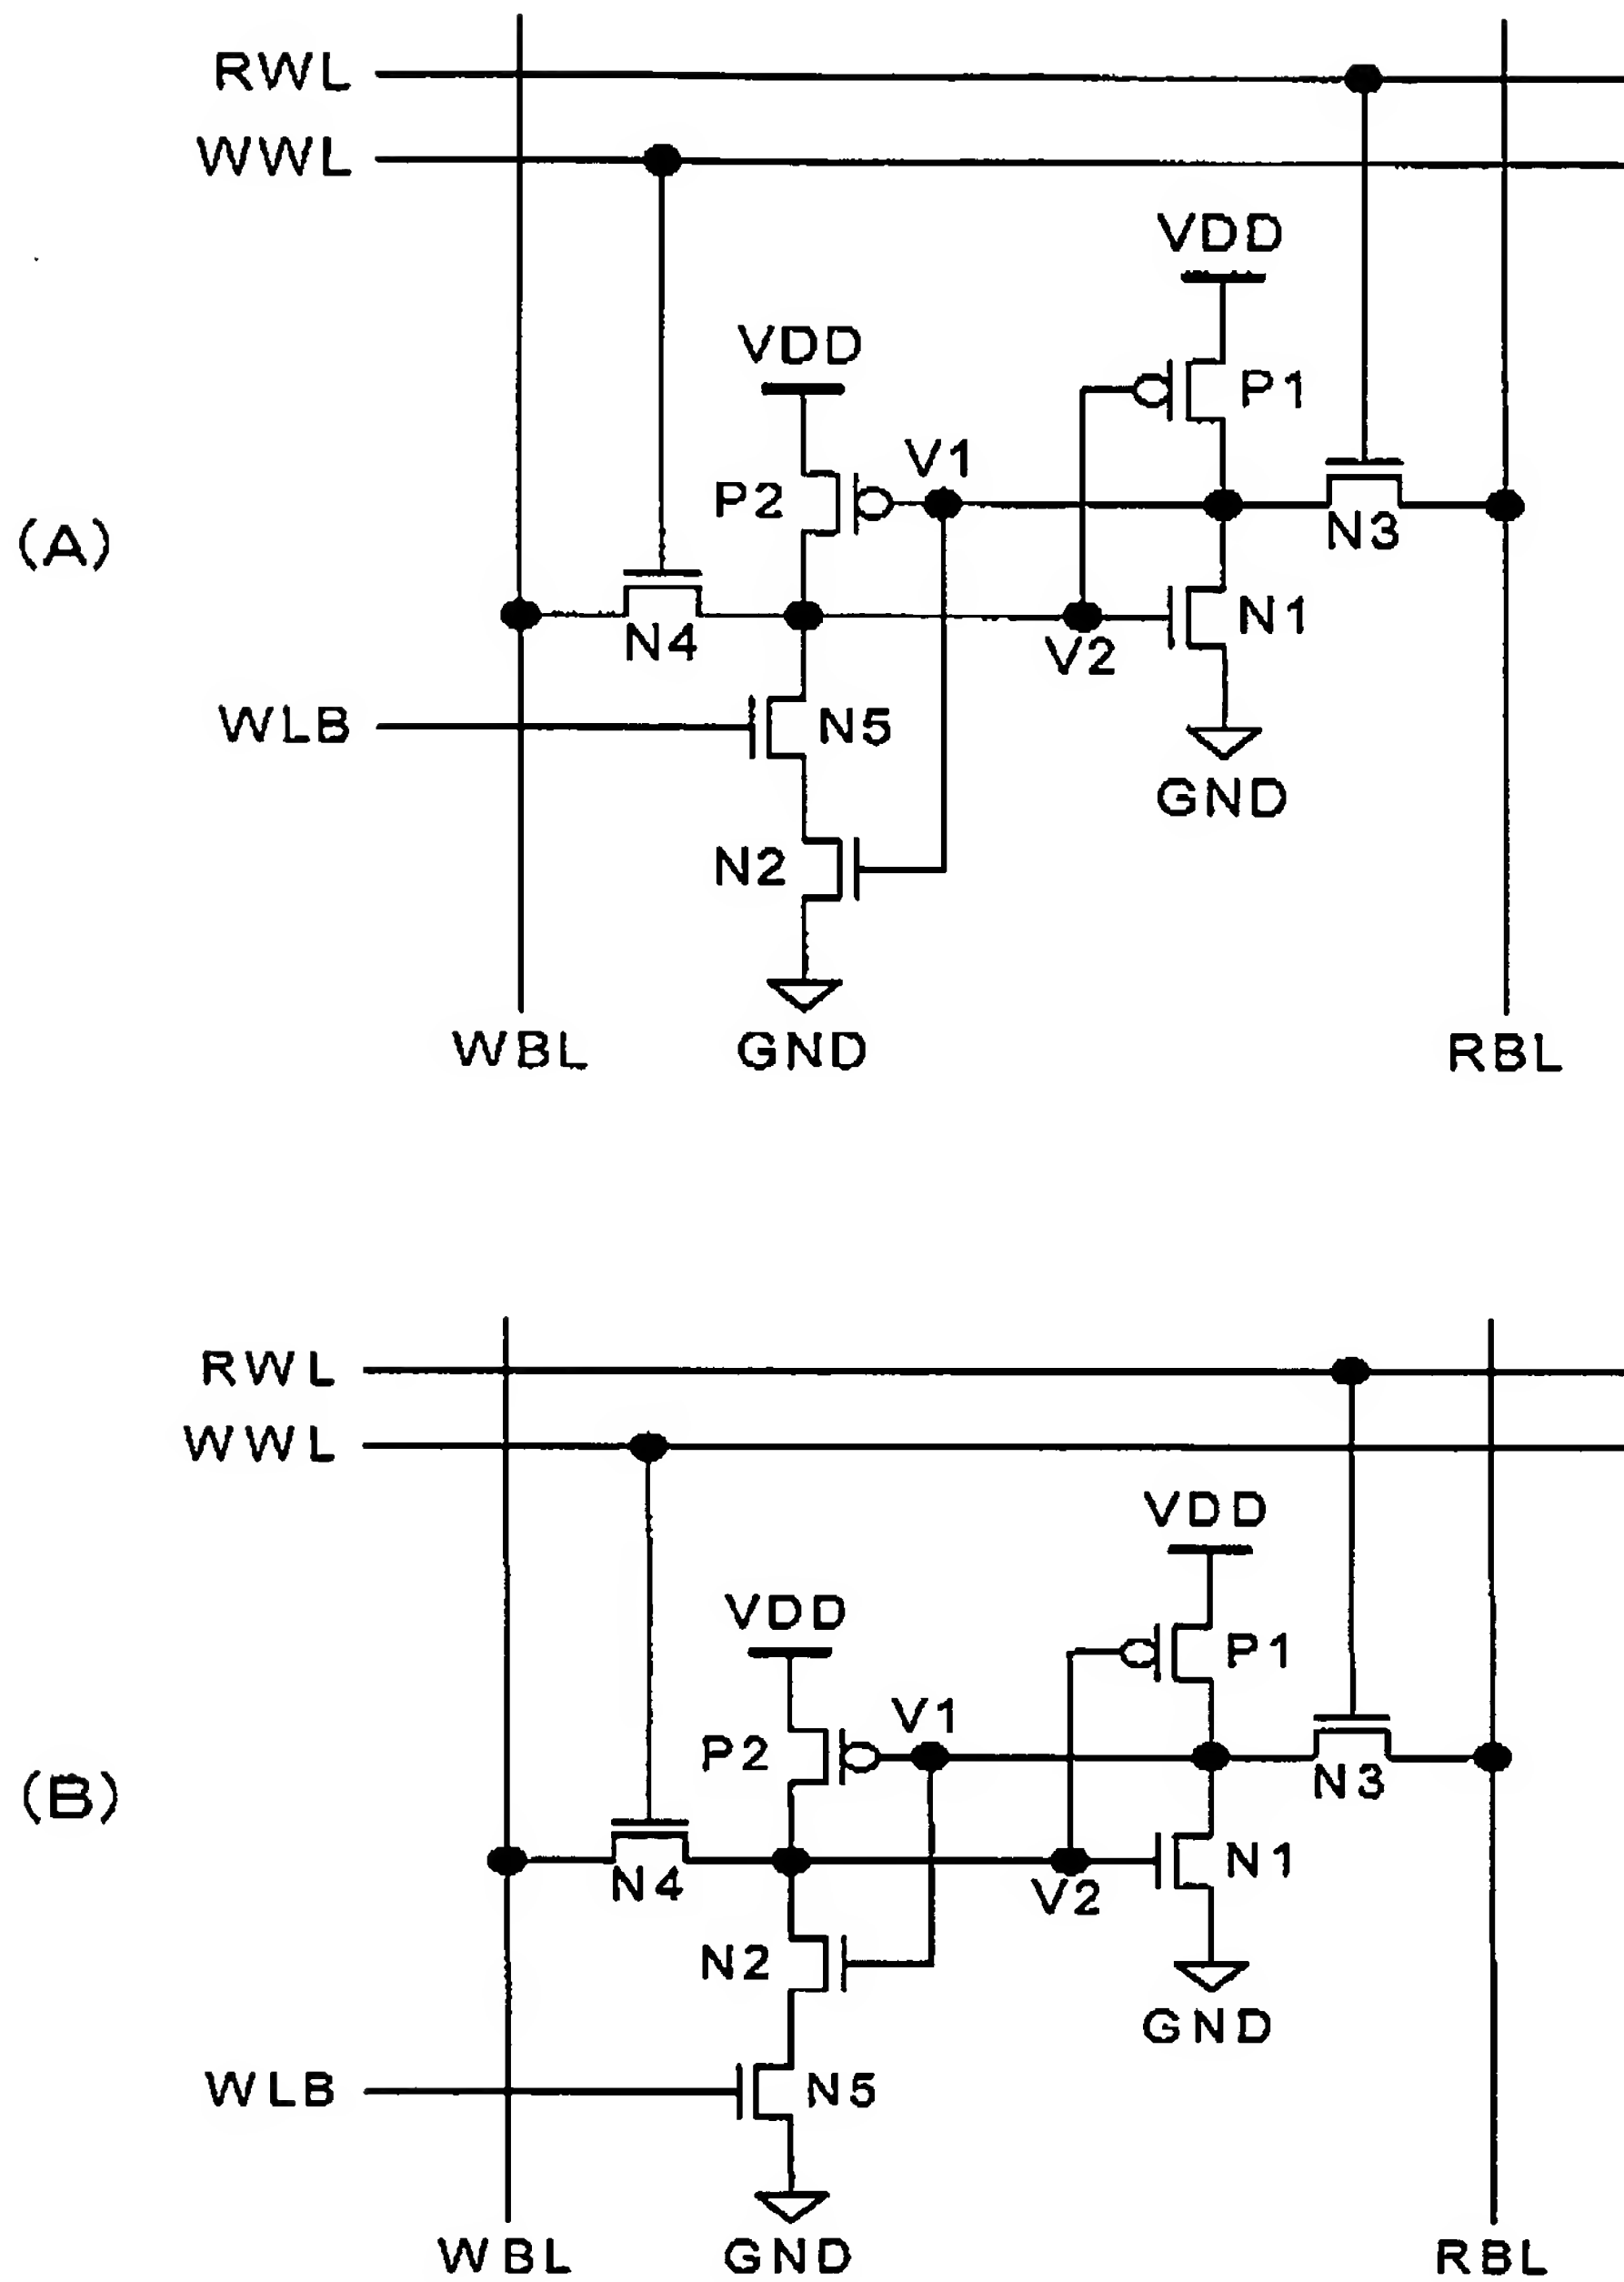 RWL
WWL
VDD
VDD
P1
V1
P2
N3
(A)
N1
N4
V2
WLB
N5
GND
N2
WBL
GND
RBL
RWL
WWL
VDD
VDD
P1
V1
P2
N3
(B)
N1
N4
V2
N2
GND
WLB
N5
WBL
GND
RBL